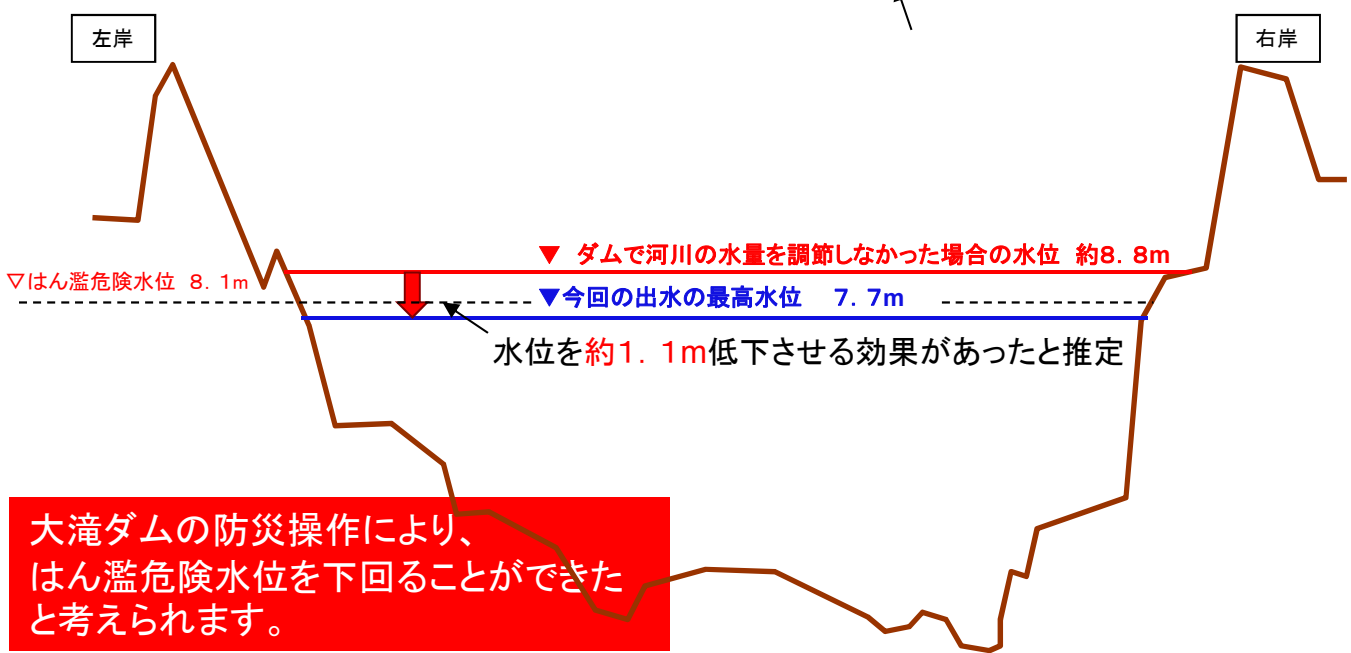 左岸
右岸
▼ ダムで河川の水量を調節しなかった場合の水位 約8.8m
▽はん濫危険水位 8.1m
▼今回の出水の最高水位 7.7m
水位を約1.1m低下させる効果があったと推定
大滝ダムの防災操作により、
はん濫危険水位を下回ることができた
と考えられます。